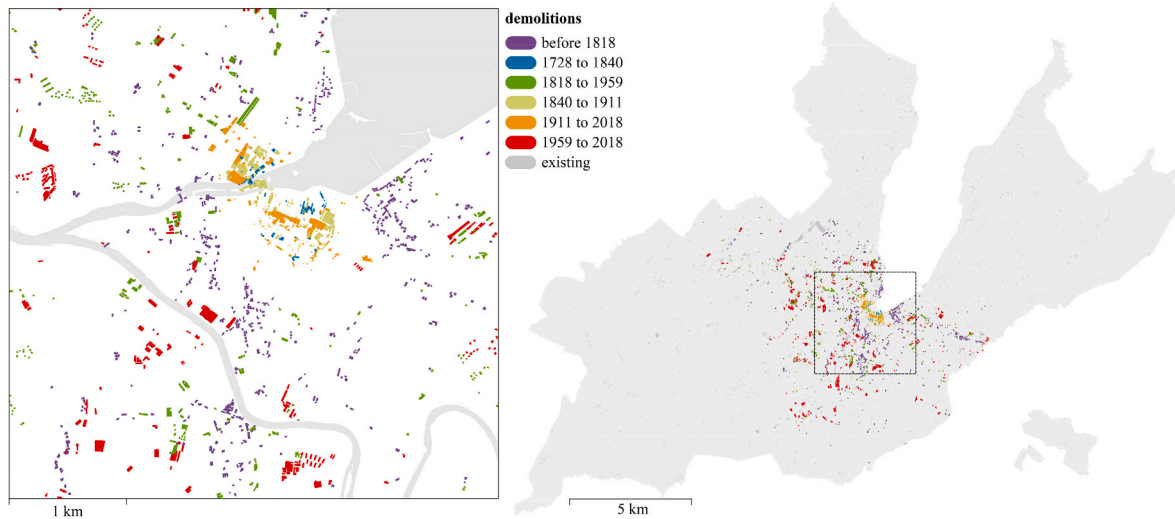 demolitions
before 1818
1728 to 1840
1818 to 1959
1840 to 1911
1911 to 2018
1959 to 2018
existing
1 km
5 km